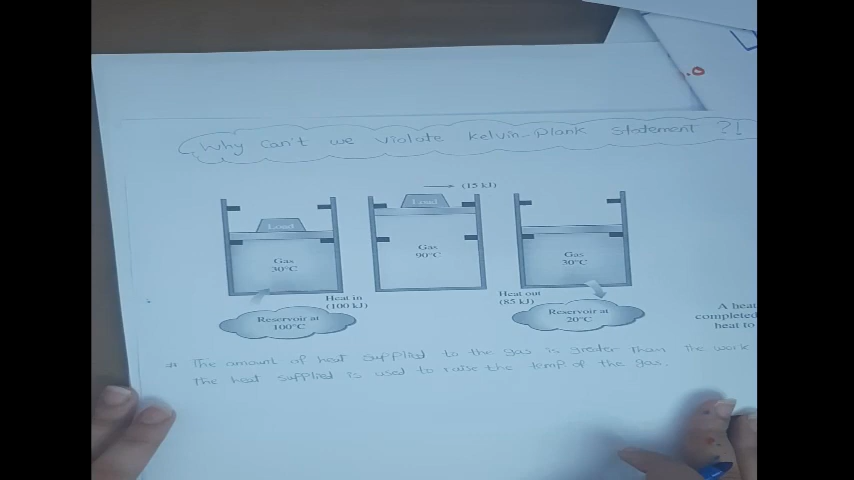 Why Can't we violate kelvin-plank statement ?!
(15 kJ)
Load
Load
Gas
30°C
Gas
90°C
Gas
30°C
Heat in
(100 kJ)
Heat out
(85 kJ)
Reservoir at
100°C
Reservoir at
20°C
A heat
completed
heat to
The amount of heat supplied to the gas is greater than the work
The heat supplied is used to raise the temp of the gas.
.0